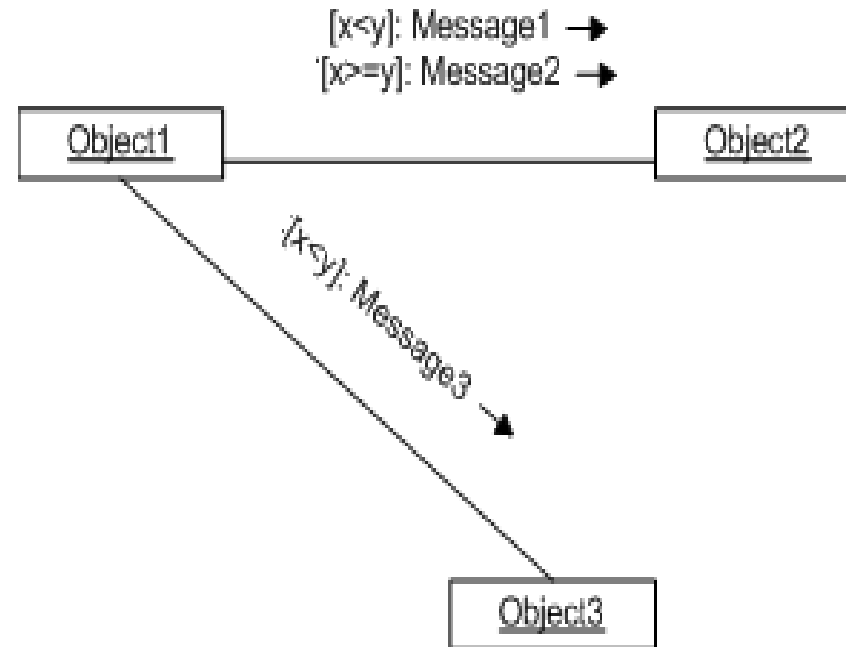 [x<y]: Message1
[x>=y]: Message2
Object1
Object2
[x<y]: Message3
Object3